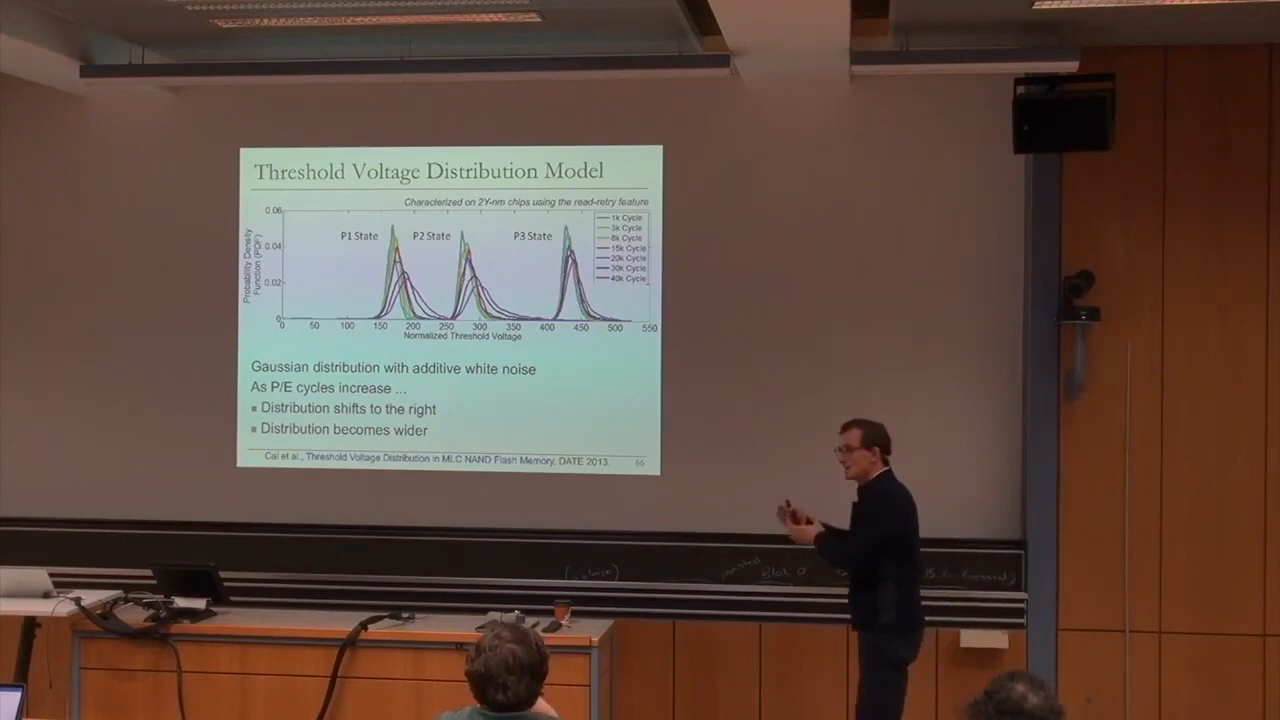 Threshold Voltage Distribution Model
Characterized on 2Y-nm chips using the read-retry feature
0.06
0.04
0.02
0
Probability Density
Function (PDF)
P1 State
P2 State
P3 State
1k Cycle
3k Cycle
8k Cycle
15k Cycle
20k Cycle
30k Cycle
40k Cycle
0 50 100 150 200 250 300 350 400 450 500 550
Normalized Threshold Voltage
Gaussian distribution with additive white noise
As P/E cycles increase ...
▪ Distribution shifts to the right
▪ Distribution becomes wider
Cai et al., Threshold Voltage Distribution in MLC NAND Flash Memory, DATE 2013.
66